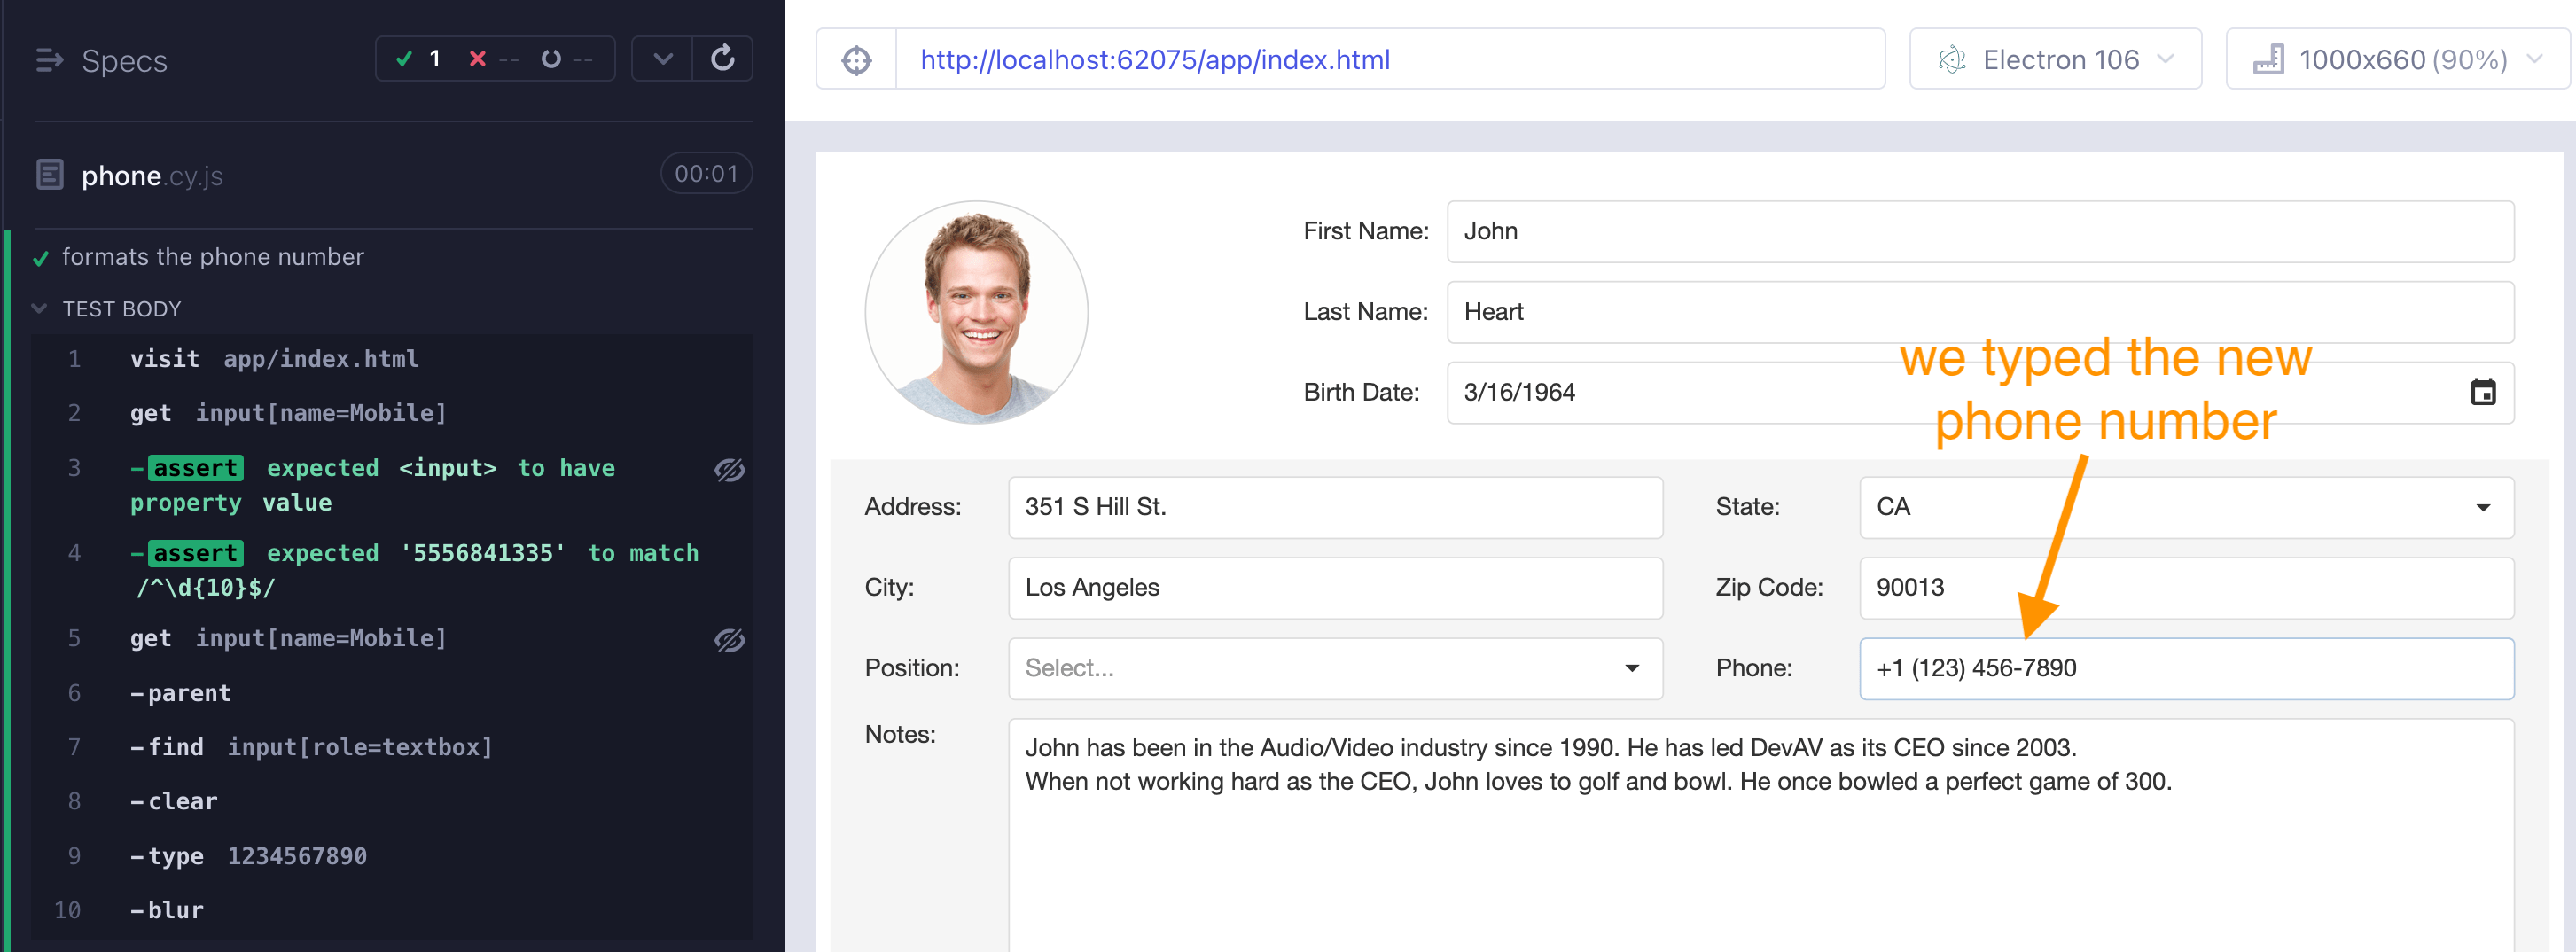 Specs
1 -- --
phone.cy.js 00:01
formats the phone number
TEST BODY
1 visit app/index.html
2 get input[name=Mobile]
3 -assert expected <input> to have
property value
4 -assert expected '5556841335' to match
/^\d{10}$/
5 get input[name=Mobile]
6 -parent
7 -find input[role=textbox]
8 -clear
9 -type 1234567890
10 -blur
http://localhost:62075/app/index.html
Electron 106
1000x660 (90%)
First Name: John
Last Name: Heart
Birth Date: 3/16/1964
we typed the new
phone number
Address: 351 S Hill St.
State: CA
City: Los Angeles
Zip Code: 90013
Position: Select...
Phone: +1 (123) 456-7890
Notes:
John has been in the Audio/Video industry since 1990. He has led DevAV as its CEO since 2003.
When not working hard as the CEO, John loves to golf and bowl. He once bowled a perfect game of 300.